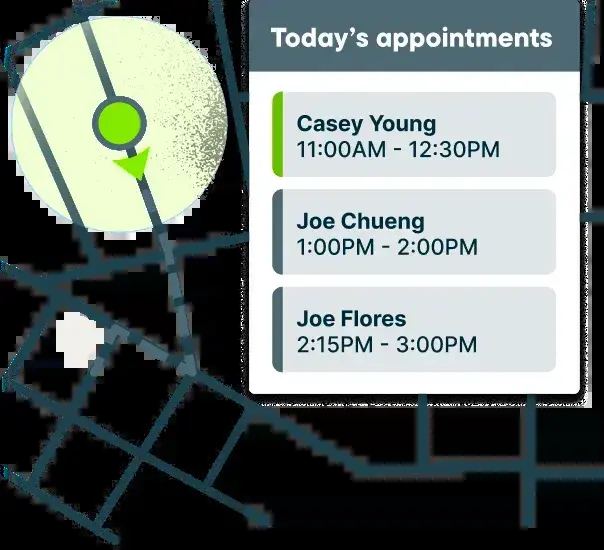 Today's appointments
Casey Young
11:00AM - 12:30PM
Joe Chueng
1:00PM - 2:00PM
Joe Flores
2:15PM - 3:00PM